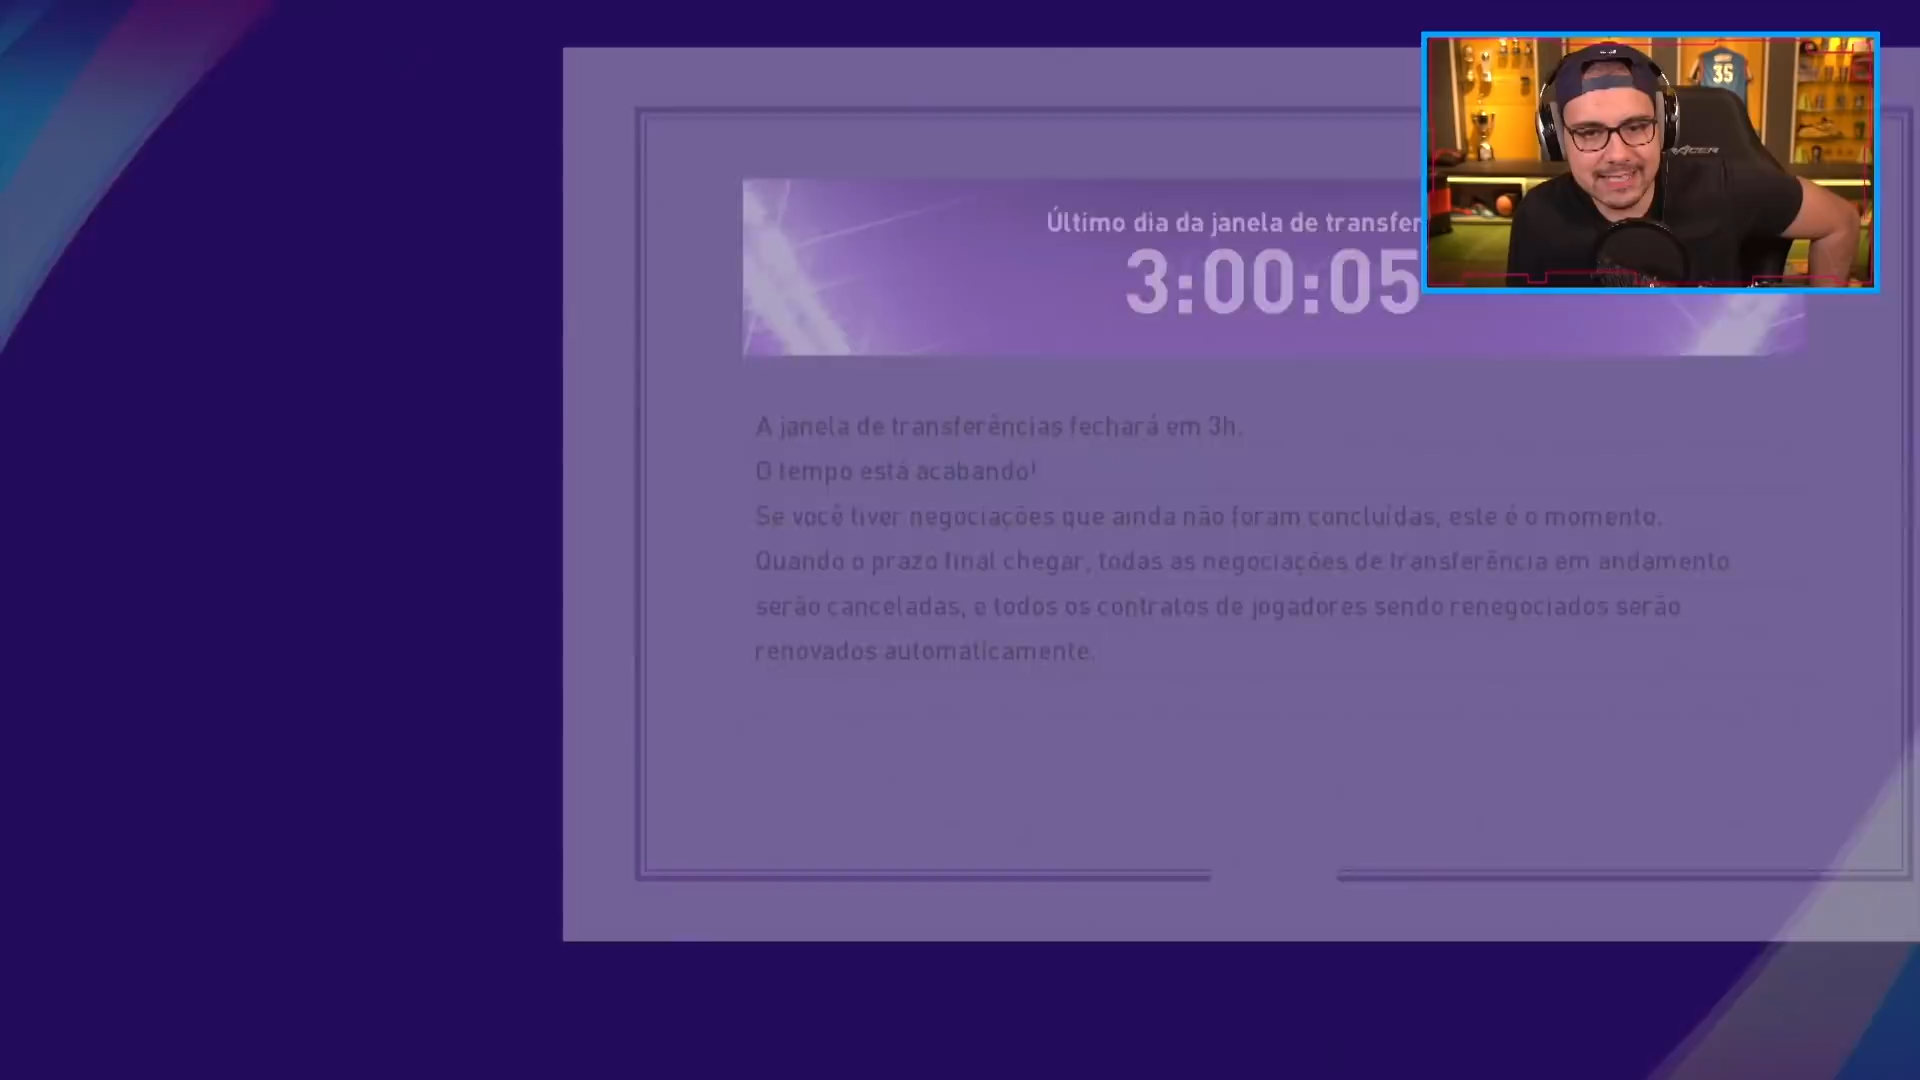 Último dia da janela de transfer
3:00:05
35
A janela de transferências fechará em 3h.
O tempo está acabando!
Se você tiver negociações que ainda não foram concluídas, este é o momento.
Quando o prazo final chegar, todas as negociações de transferência em andamento
serão canceladas, e todos os contratos de jogadores sendo renegociados serão
renovados automaticamente.